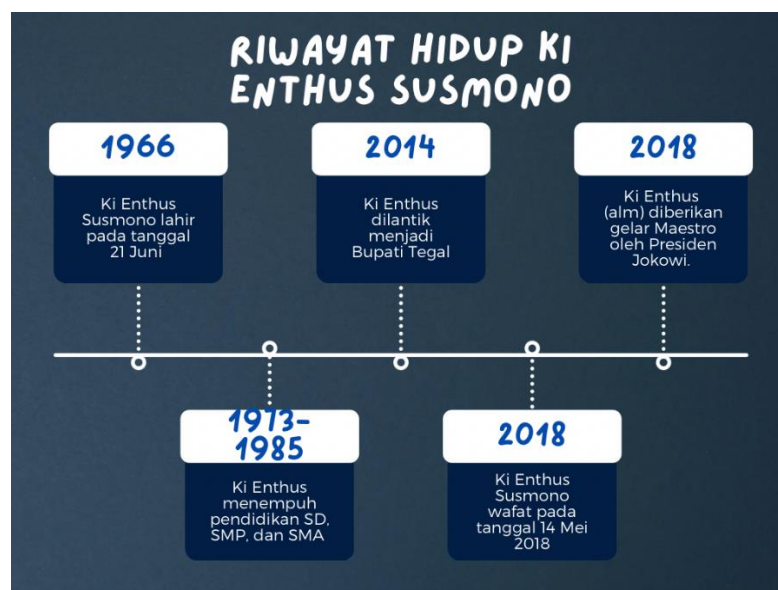 RIWAYAT HIDUP KI
ENTHUS SUSMONO
1966
Ki Enthus
Susmono lahir
pada tanggal
21 Juni
1973-
1985
Ki Enthus
menempuh
pendidikan SD,
SMP, dan SMA
2014
Ki Enthus
dilantik
menjadi
Bupati Tegal
2018
Ki Enthus
Susmono
wafat pada
tanggal 14 Mei
2018
2018
Ki Enthus
(alm) diberikan
gelar Maestro
oleh Presiden
Jokowi.